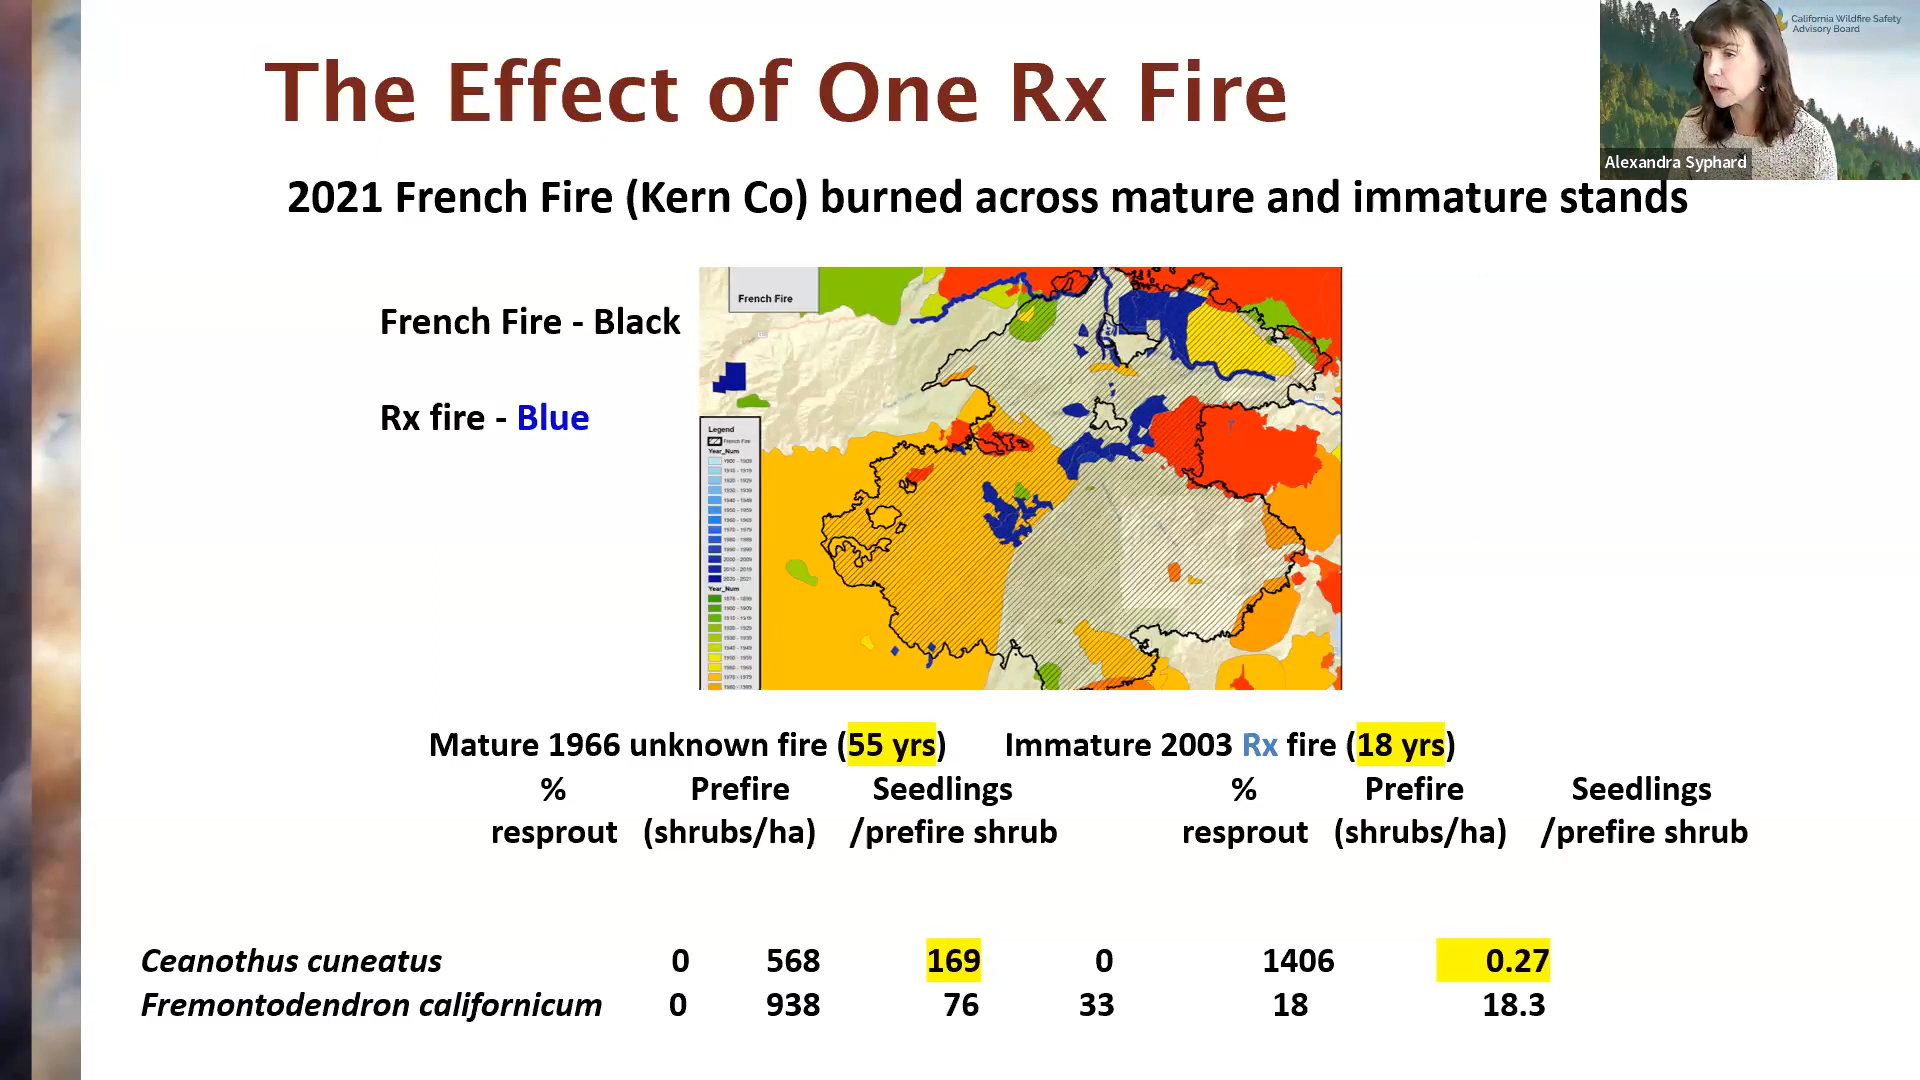 The Effect of One Rx Fire
California Wildfire Safety
Advisory Board
Alexandra Syphard
2021 French Fire (Kern Co) burned across mature and immature stands
French Fire - Black
Rx fire - Blue
French Fire
Legend
French Fire
Year_Num
1900 - 1909
1910 - 1919
1920 - 1929
1930 - 1939
1940 - 1949
1950 - 1959
1960 - 1969
1970 - 1979
1980 - 1989
1990 - 1999
2000 - 2009
2010 - 2019
2020 - 2021
Year_Num
1878 - 1899
1900 - 1909
1910 - 1919
1920 - 1929
1930 - 1939
1940 - 1949
1950 - 1959
1960 - 1969
1970 - 1979
1980 - 1989
Mature 1966 unknown fire (55 yrs) Immature 2003 Rx fire (18 yrs)
% Prefire Seedlings % Prefire Seedlings
resprout (shrubs/ha) /prefire shrub resprout (shrubs/ha) /prefire shrub
Ceanothus cuneatus 0 568 169 0 1406 0.27
Fremontodendron californicum 0 938 76 33 18 18.3